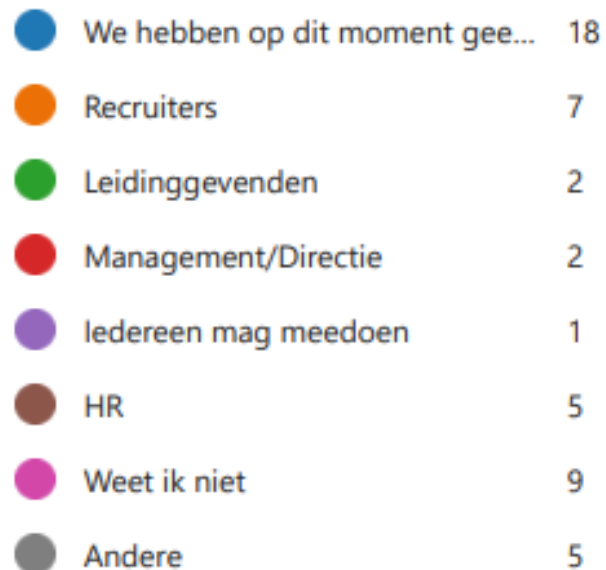 We hebben op dit moment gee... 18
Recruiters 7
Leidinggevenden 2
Management/Directie 2
Iedereen mag meedoen 1
HR 5
Weet ik niet 9
Andere 5